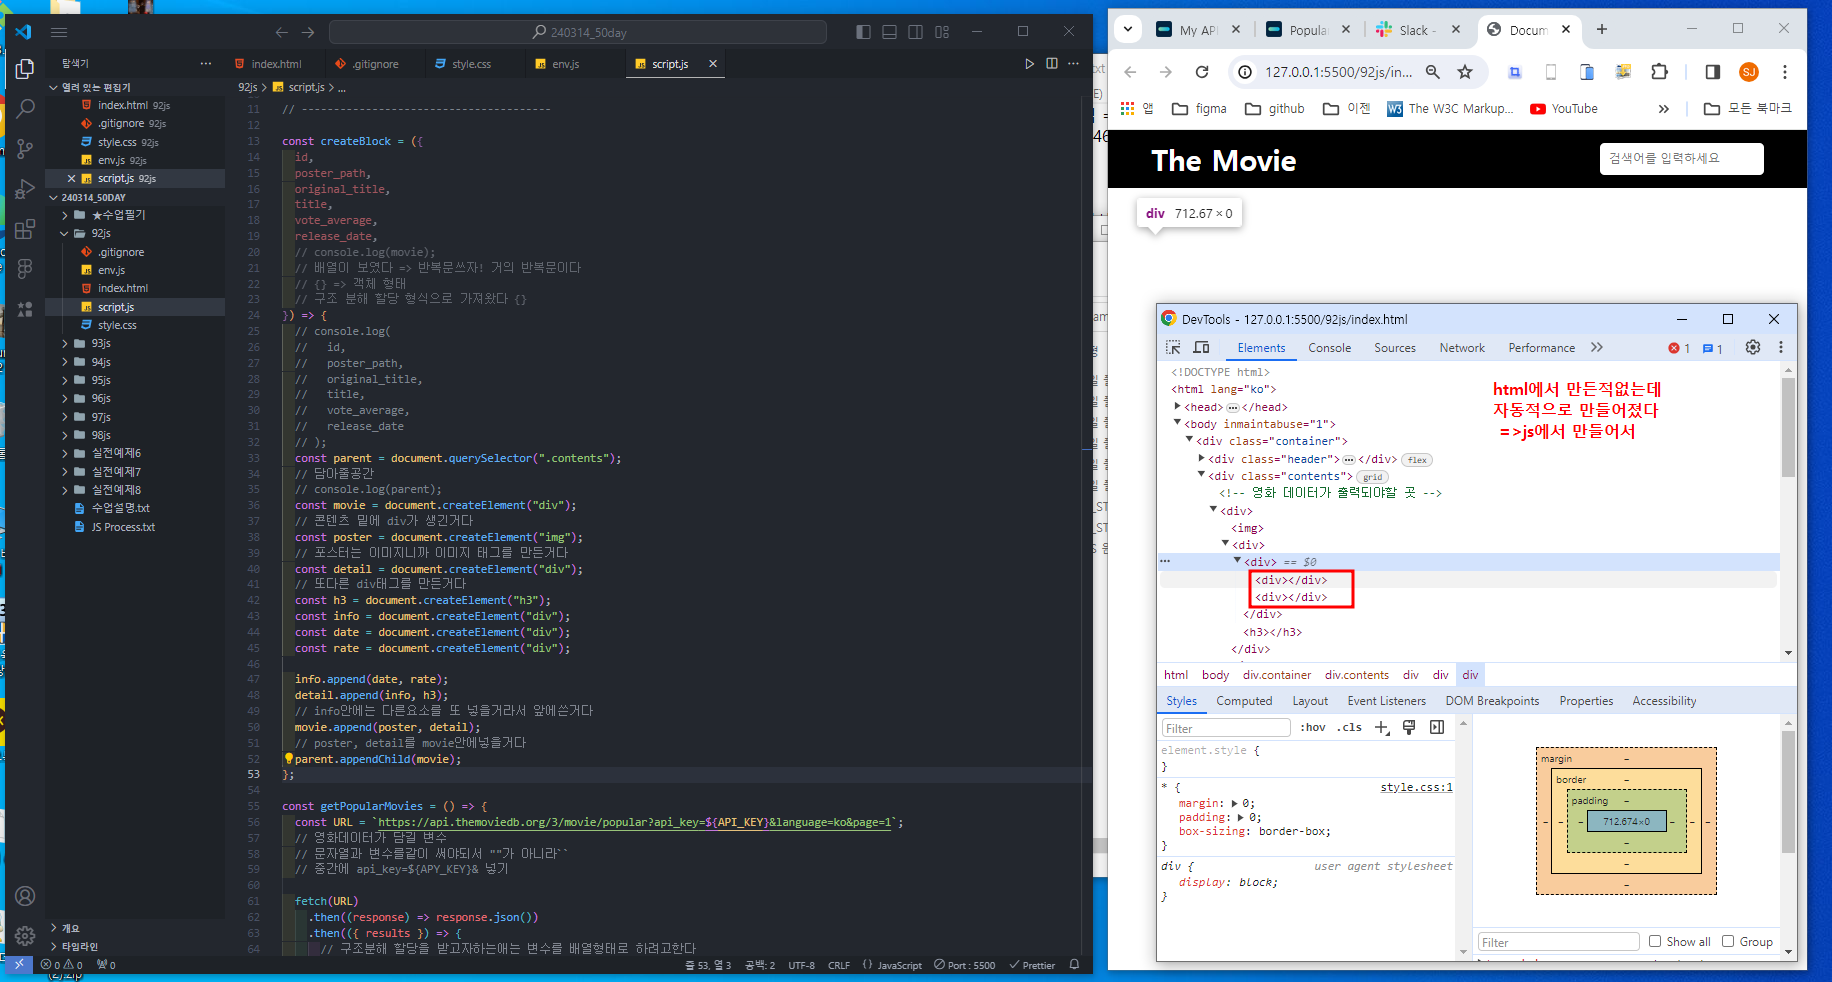 240314_50day
탐색기
열려 있는 편집기
index.html 92js
.gitignore 92js
style.css 92js
env.js 92js
script.js 92js
240314_50DAY
★수업필기
92js
.gitignore
env.js
index.html
script.js
style.css
93js
94js
95js
96js
97js
98js
실전예제6
실전예제7
실전예제8
수업설명.txt
JS Process.txt
개요
타임라인
index.html
.gitignore
style.css
env.js
script.js
92js > script.js > ...
11 // ---------------------------------------
12
13 const createBlock = ({
14 id,
15 poster_path,
16 original_title,
17 title,
18 vote_average,
19 release_date,
20 // console.log(movie);
21 // 배열이 보였다 => 반복문쓰자! 거의 반복문이다
22 // {} => 객체 형태
23 // 구조 분해 할당 형식으로 가져왔다 {}
24 }) => {
25 // console.log(
26 //   id,
27 //   poster_path,
28 //   original_title,
29 //   title,
30 //   vote_average,
31 //   release_date
32 // );
33 const parent = document.querySelector(".contents");
34 // 담아줄공간
35 // console.log(parent);
36 const movie = document.createElement("div");
37 // 콘텐츠 밑에 div가 생긴거다
38 const poster = document.createElement("img");
39 // 포스터는 이미지니까 이미지 태그를 만든거다
40 const detail = document.createElement("div");
41 // 또다른 div태그를 만든거다
42 const h3 = document.createElement("h3");
43 const info = document.createElement("div");
44 const date = document.createElement("div");
45 const rate = document.createElement("div");
46
47 info.append(date, rate);
48 detail.append(info, h3);
49 // info안에는 다른요소를 또 넣을거라서 앞에쓴거다
50 movie.append(poster, detail);
51 // poster, detail를 movie안에넣을거다
52 parent.appendChild(movie);
53 };
54
55 const getPopularMovies = () => {
56 const URL = `https://api.themoviedb.org/3/movie/popular?api_key=${API_KEY}&language=ko&page=1`;
57 // 영화데이터가 담길 변수
58 // 문자열과 변수를같이 써야되서 ""가 아니라``
59 // 중간에 api_key=${APY_KEY}& 넣기
60
61 fetch(URL)
62 .then((response) => response.json())
63 .then(({ results }) => {
64 // 구조분해 할당을 받고자하는애는 변수를 배열형태로 하려고한다
0 0 0
줄 53, 열 3 공백: 2 UTF-8 CRLF {} JavaScript Port : 5500 Prettier
My API
Popula
Slack -
Docum
127.0.0.1:5500/92js/in...
SJ
앱 figma github 이젠 The W3C Markup... YouTube » 모든 북마크
The Movie
검색어를 입력하세요
div 712.67 × 0
DevTools - 127.0.0.1:5500/92js/index.html
Elements Console Sources Network Performance » 1 1
<!DOCTYPE html>
<html lang="ko">
<head>…</head>
<body inmaintabuse="1">
<div class="container">
<div class="header">…</div> flex
<div class="contents"> grid
<!-- 영화 데이터가 출력되야할 곳 -->
<div>
<img>
<div>
<div> == $0
<div></div>
<div></div>
</div>
<h3></h3>
</div>
html에서 만든적없는데
자동적으로 만들어졌다
=>js에서 만들어서
html body div.container div.contents div div div
Styles Computed Layout Event Listeners DOM Breakpoints Properties Accessibility
Filter :hov .cls
element.style {
}
* { style.css:1
margin: 0;
padding: 0;
box-sizing: border-box;
}
div { user agent stylesheet
display: block;
}
margin -
border -
padding -
712.674×0
Filter Show all Group